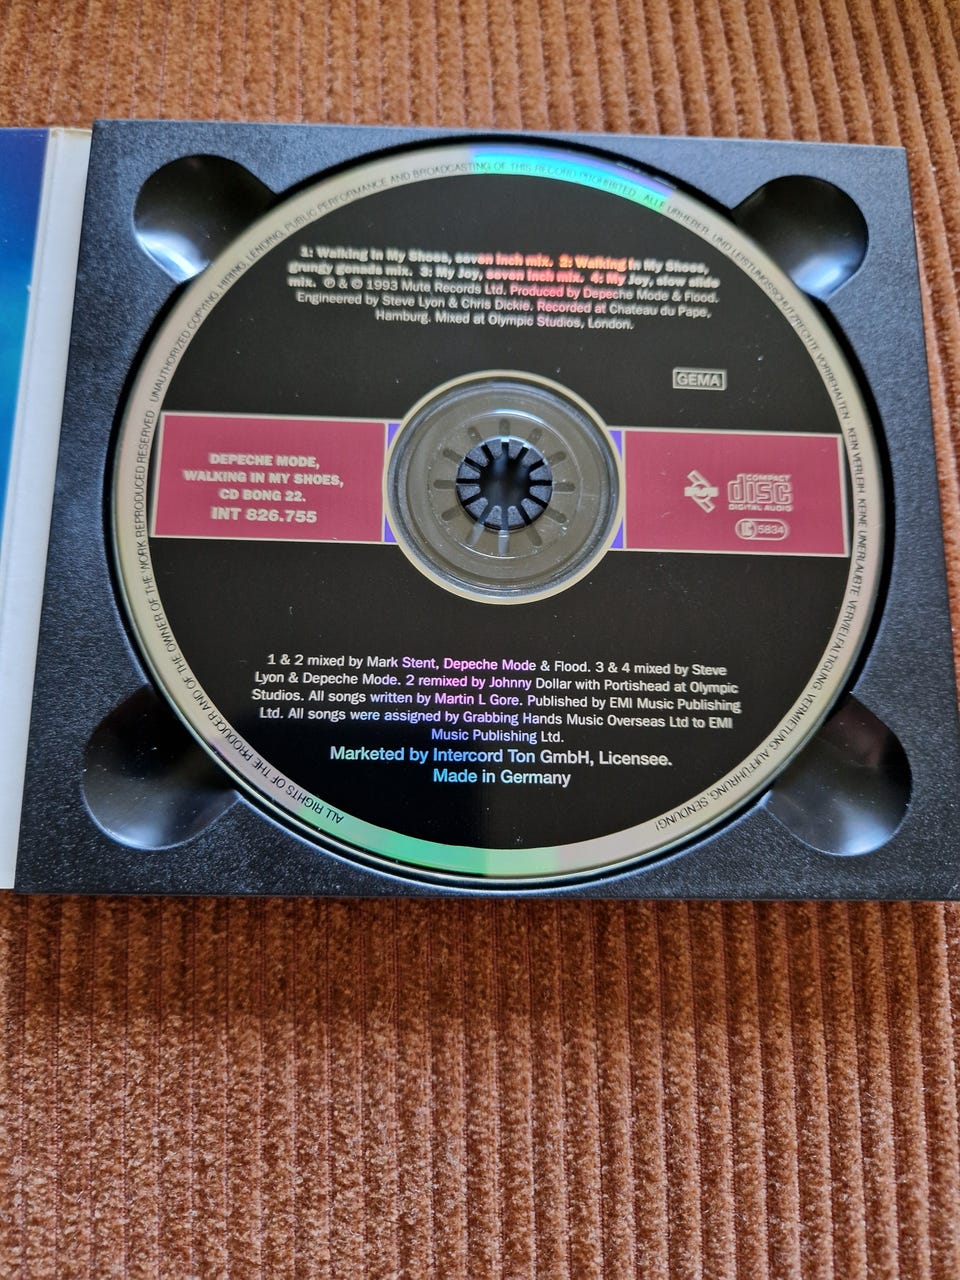 1: Walking In My Shoes, seven inch mix. 2: Walking In My Shoes,
grungy gonads mix. 3: My Joy, seven inch mix. 4: My Joy, slow slide
mix. ℗ & © 1993 Mute Records Ltd. Produced by Depeche Mode & Flood.
Engineered by Steve Lyon & Chris Dickie. Recorded at Chateau du Pape,
Hamburg. Mixed at Olympic Studios, London.
GEMA
DEPECHE MODE,
WALKING IN MY SHOES,
CD BONG 22.
INT 826.755
COMPACT
disc
DIGITAL AUDIO
LC 5834
1 & 2 mixed by Mark Stent, Depeche Mode & Flood. 3 & 4 mixed by Steve
Lyon & Depeche Mode. 2 remixed by Johnny Dollar with Portishead at Olympic
Studios. All songs written by Martin L Gore. Published by EMI Music Publishing
Ltd. All songs were assigned by Grabbing Hands Music Overseas Ltd to EMI
Music Publishing Ltd.
Marketed by Intercord Ton GmbH, Licensee.
Made in Germany
ALL RIGHTS OF THE PRODUCER AND OF THE OWNER OF THE WORK REPRODUCED RESERVED. UNAUTHORIZED COPYING, HIRING, LENDING, PUBLIC PERFORMANCE AND BROADCASTING OF THIS RECORD PROHIBITED. ALLE URHEBER- UND LEISTUNGSSCHUTZRECHTE VORBEHALTEN - KEIN VERLEIH, KEINE UNERLAUBTE VERVIELFÄLTIGUNG, VERMIETUNG, AUFFÜHRUNG, SENDUNG!